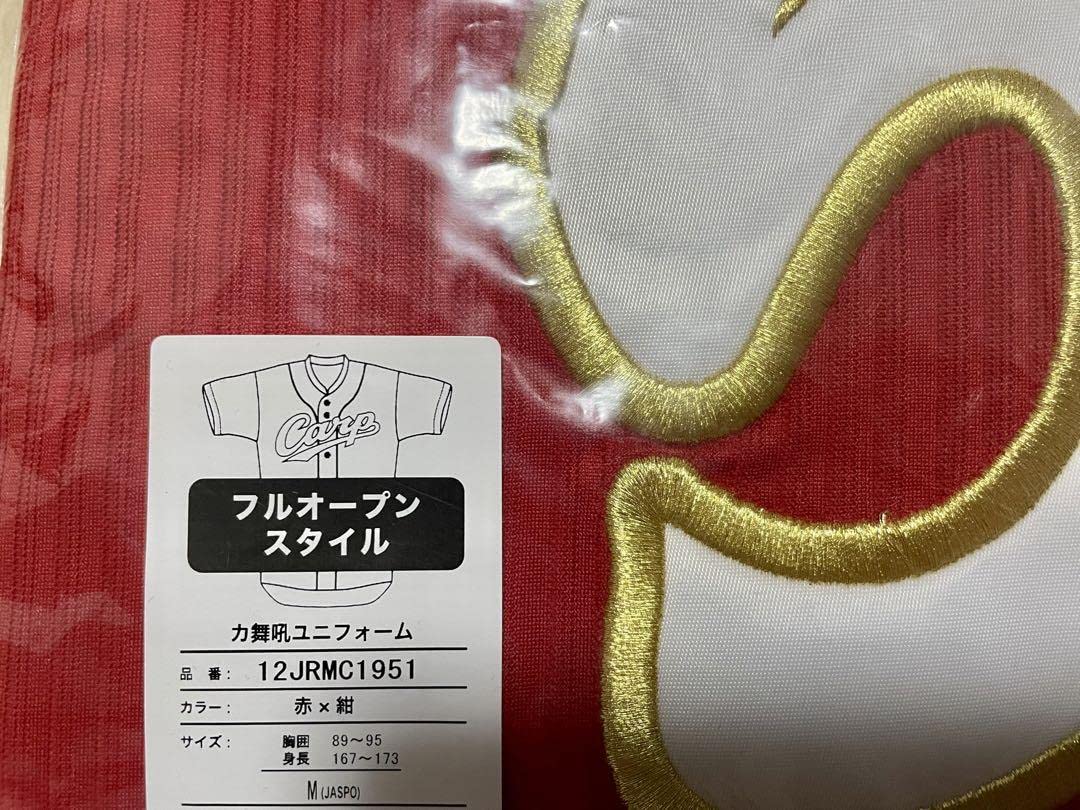 Carp
フルオープン
スタイル
カ舞吼ユニフォーム
品 番： 12JRMC1951
カラー： 赤×紺
サイズ： 胸囲 89～95
身長 167～173
M (JASPO)